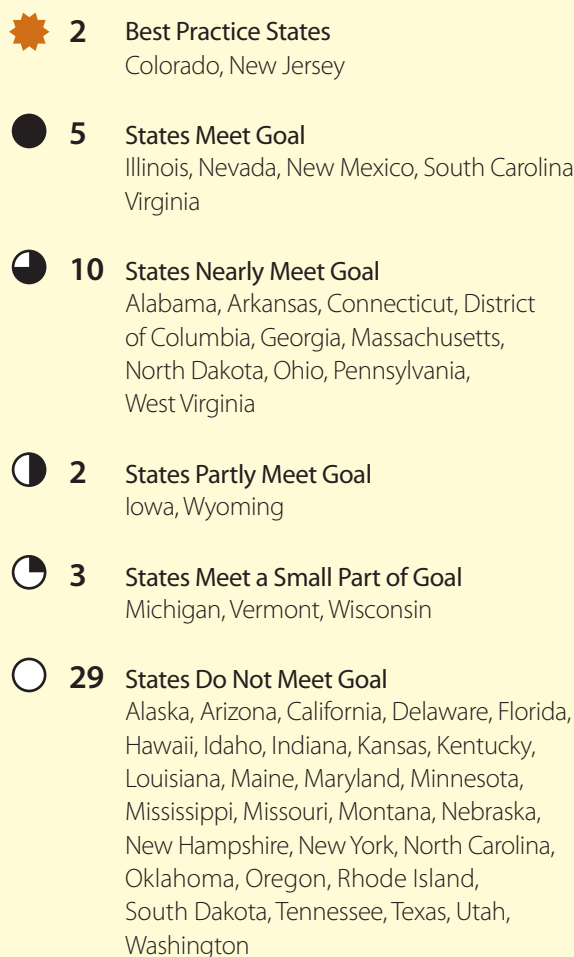 2 Best Practice States
Colorado, New Jersey
5 States Meet Goal
Illinois, Nevada, New Mexico, South Carolina
Virginia
10 States Nearly Meet Goal
Alabama, Arkansas, Connecticut, District
of Columbia, Georgia, Massachusetts,
North Dakota, Ohio, Pennsylvania,
West Virginia
2 States Partly Meet Goal
Iowa, Wyoming
3 States Meet a Small Part of Goal
Michigan, Vermont, Wisconsin
29 States Do Not Meet Goal
Alaska, Arizona, California, Delaware, Florida,
Hawaii, Idaho, Indiana, Kansas, Kentucky,
Louisiana, Maine, Maryland, Minnesota,
Mississippi, Missouri, Montana, Nebraska,
New Hampshire, New York, North Carolina,
Oklahoma, Oregon, Rhode Island,
South Dakota, Tennessee, Texas, Utah,
Washington